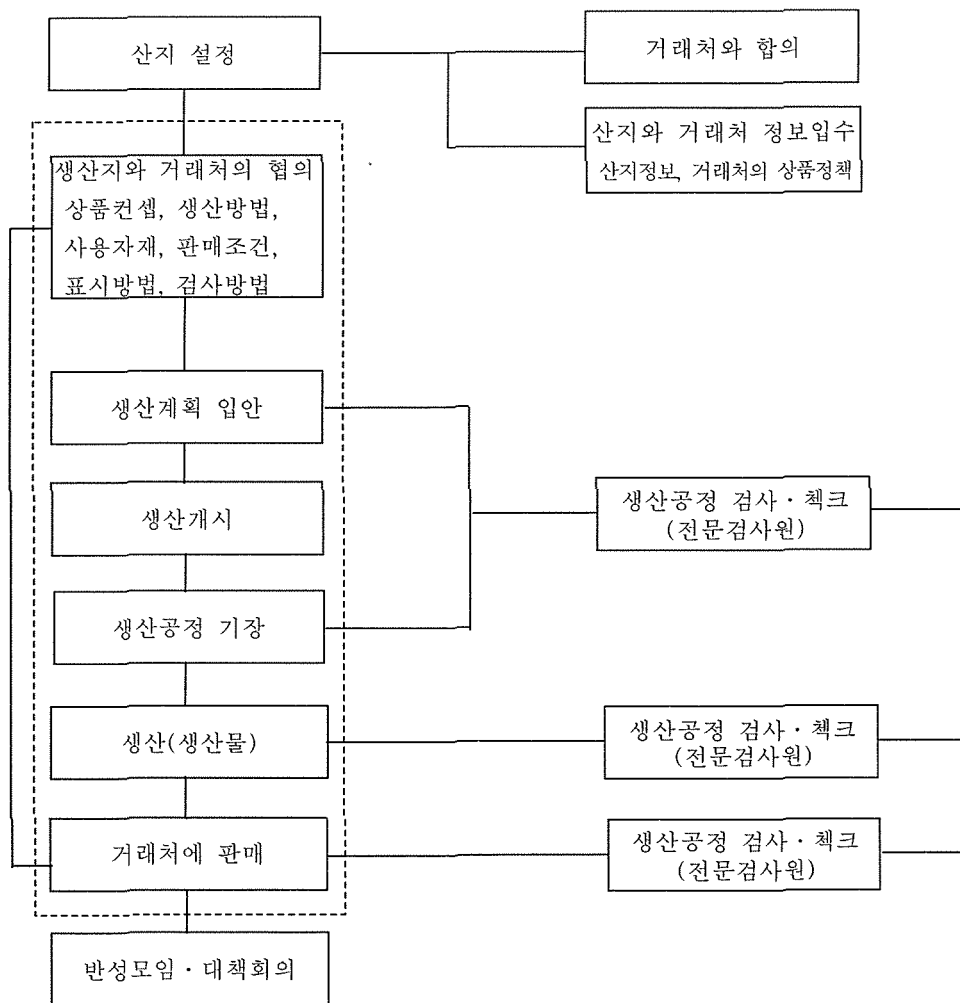 산지 설정
거래처와 합의
산지와 거래처 정보입수
산지정보, 거래처의 상품정책
생산지와 거래처의 협의
상품컨셉, 생산방법,
사용자재, 판매조건,
표시방법, 검사방법
생산계획 입안
생산개시
생산공정 검사·첵크
(전문검사원)
생산공정 기장
생산(생산물)
생산공정 검사·첵크
(전문검사원)
거래처에 판매
생산공정 검사·첵크
(전문검사원)
반성모임·대책회의